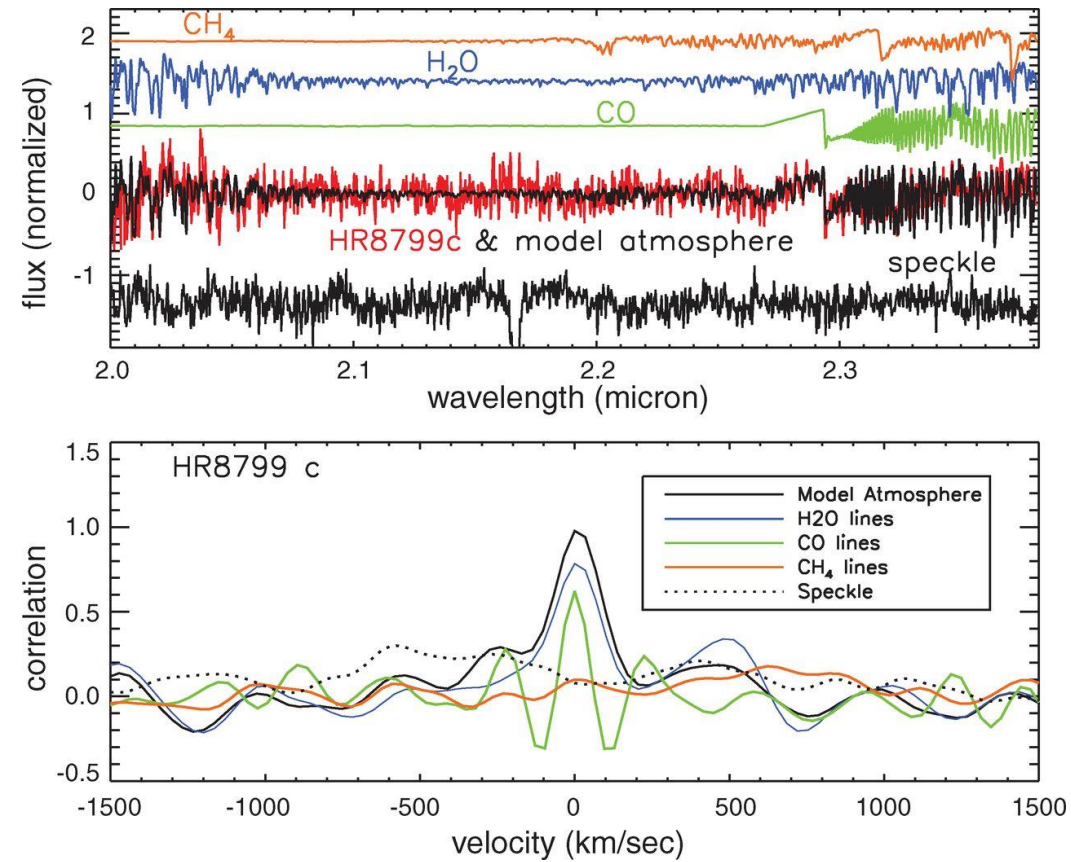 CH₄
H₂O
CO
HR8799c & model atmosphere
speckle
2
1
0
-1
flux (normalized)
2.0 2.1 2.2 2.3
wavelength (micron)
HR8799 c
Model Atmosphere
H2O lines
CO lines
CH₄ lines
Speckle
1.5
1.0
0.5
0.0
-0.5
correlation
-1500 -1000 -500 0 500 1000 1500
velocity (km/sec)